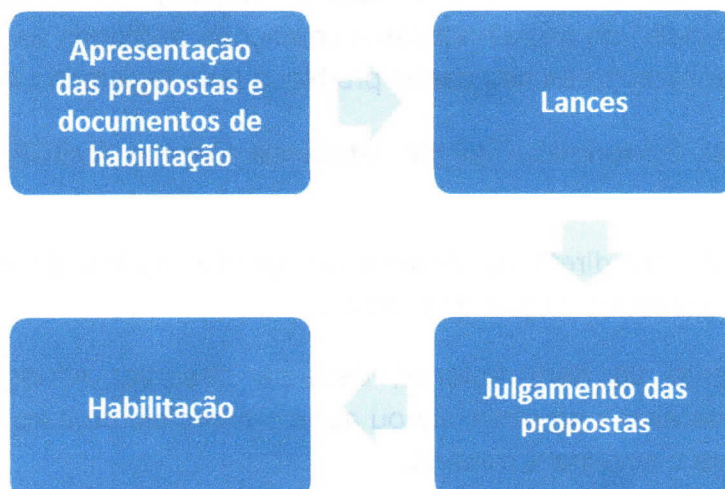 Apresentação
das propostas e
documentos de
habilitação
Lances
Julgamento das
propostas
Habilitação